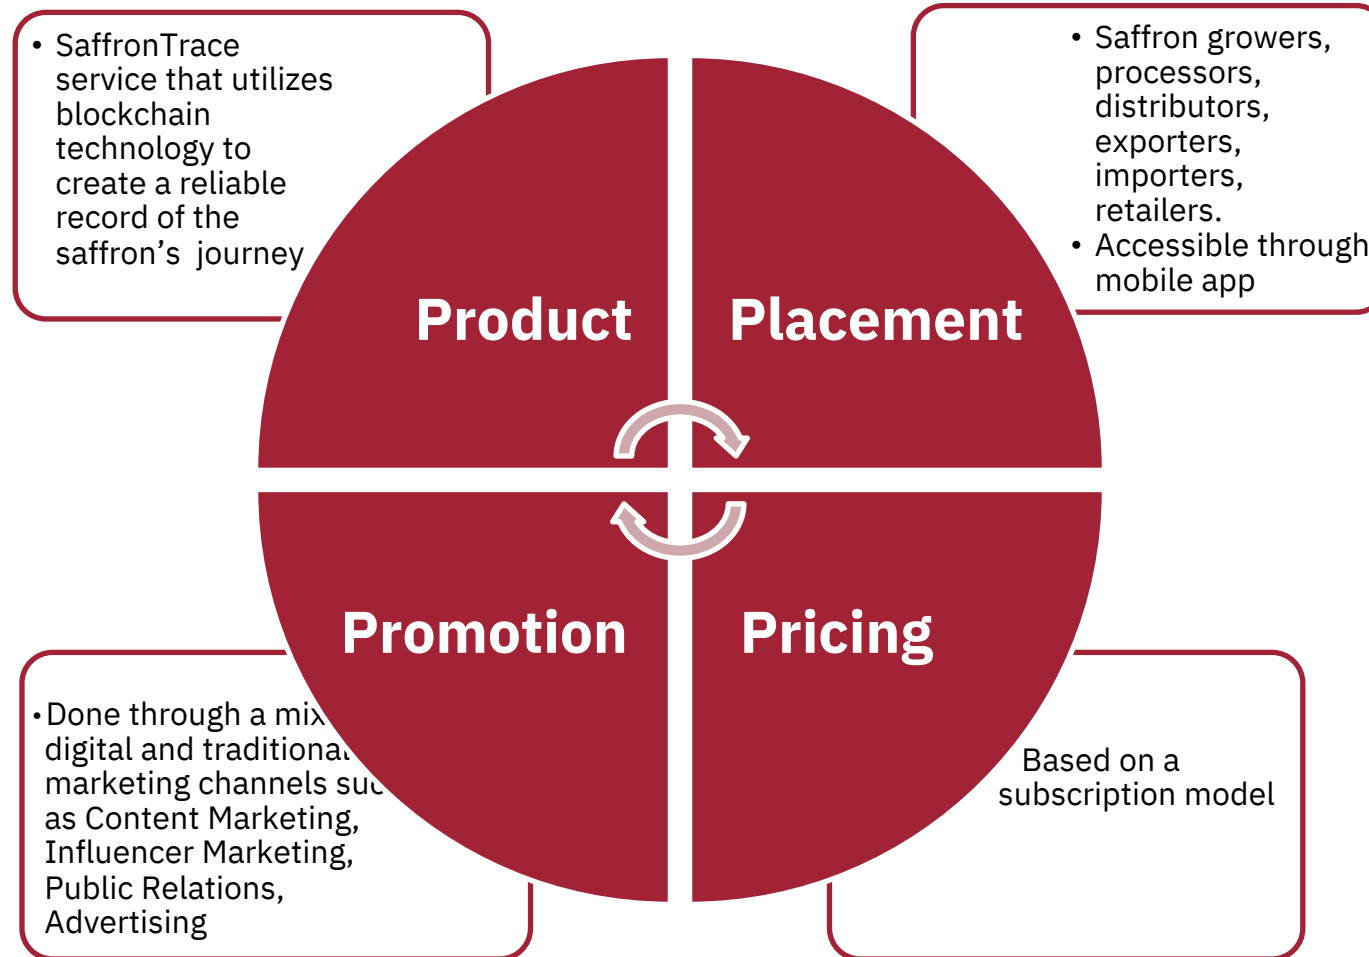 • SaffronTrace
service that utilizes
blockchain
technology to
create a reliable
record of the
saffron's  journey
• Saffron growers,
processors,
distributors,
exporters,
importers,
retailers.
• Accessible through
mobile app
Product
Placement
Promotion
Pricing
• Done through a mix
digital and traditional
marketing channels
as Content Marketing,
Influencer Marketing,
Public Relations,
Advertising
Based on a
subscription model